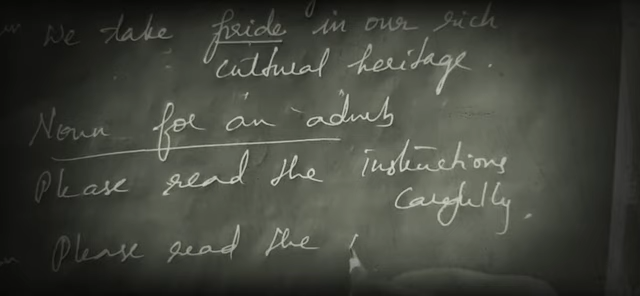 We take pride in our rich
cultural heritage.
Noun for an adverb
Please read the instructions
carefully.
Please read the